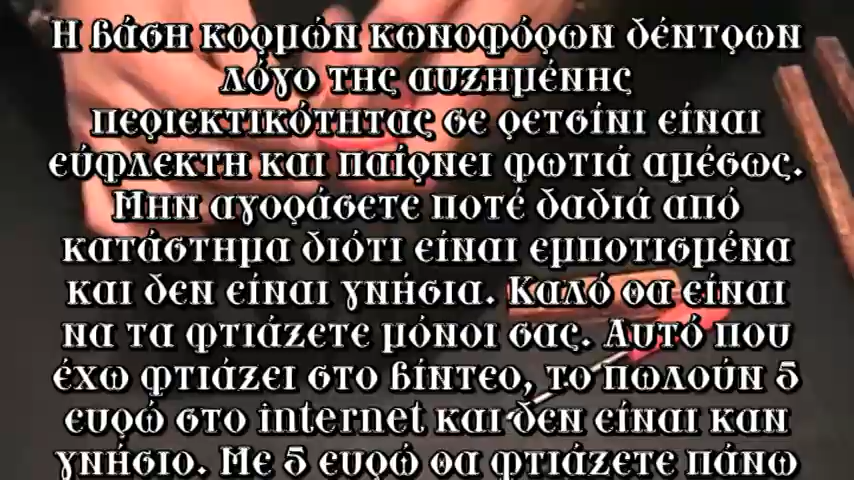 Η βάση κορμών κωνοφόρων δέντρων
λόγο της αυξημένης
περιεκτικότητας σε ρετσίνι είναι
εύφλεκτη και παίρνει φωτιά αμέσως.
Μην αγοράσετε ποτέ δαδιά από
κατάστημα διότι είναι εμποτισμένα
και δεν είναι γνήσια. Καλό θα είναι
να τα φτιάξετε μόνοι σας. Αυτό που
έχω φτιάξει στο βίντεο, το πωλούν 5
ευρώ στο internet και δεν είναι καν
γνήσιο. Με 5 ευρώ θα φτιάξετε πάνω